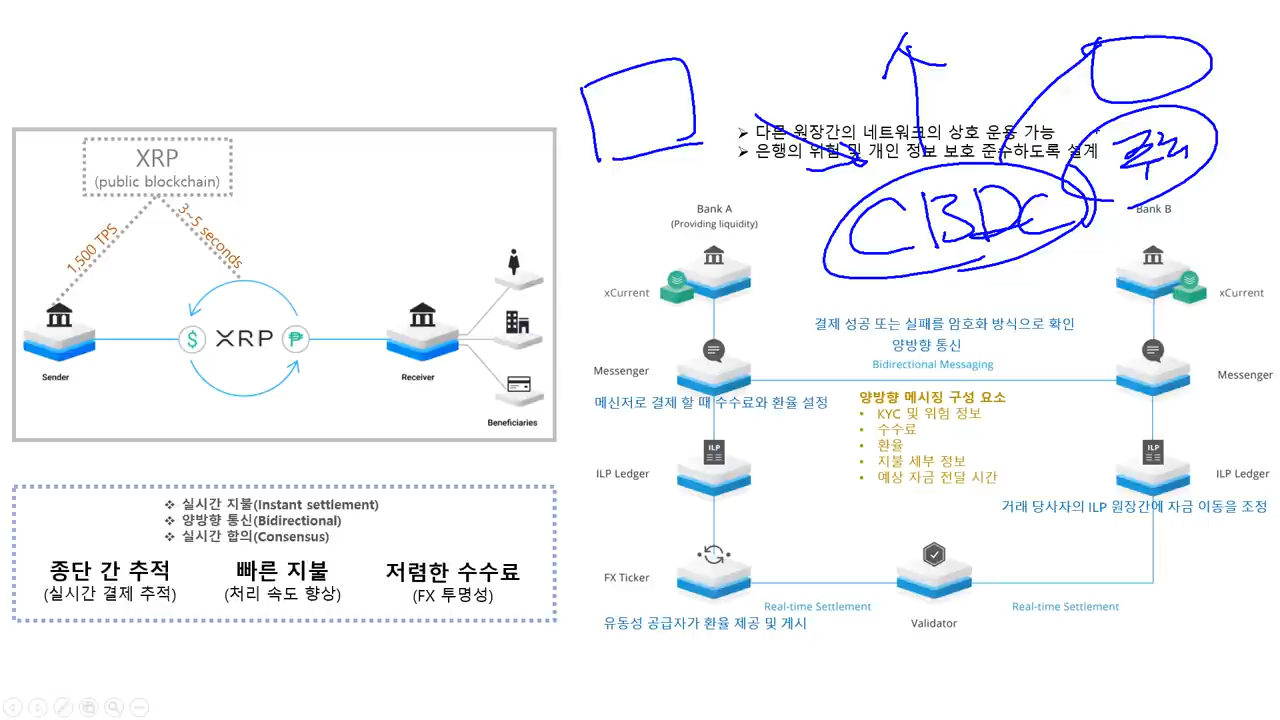 XRP
(public blockchain)
1,500 TPS
3~5 seconds
XRP
Sender
Receiver
Beneficiaries
❖ 실시간 지불(Instant settlement)
❖ 양방향 통신(Bidirectional)
❖ 실시간 합의(Consensus)
종단 간 추적
(실시간 결제 추적)
빠른 지불
(처리 속도 향상)
저렴한 수수료
(FX 투명성)
➢ 다른 원장간의 네트워크의 상호 운용 가능
➢ 은행의 위험 및 개인 정보 보호 준수하도록 설계
CBDC
Bank A
(Providing liquidity)
Bank B
xCurrent
xCurrent
결제 성공 또는 실패를 암호화 방식으로 확인
양방향 통신
Bidirectional Messaging
Messenger
Messenger
메신저로 결제 할 때 수수료와 환율 설정
양방향 메시징 구성 요소
• KYC 및 위험 정보
• 수수료
• 환율
• 지불 세부 정보
• 예상 자금 전달 시간
ILP
ILP
ILP Ledger
ILP Ledger
거래 당사자의 ILP 원장간에 자금 이동을 조정
FX Ticker
Real-time Settlement
Real-time Settlement
유동성 공급자가 환율 제공 및 게시
Validator